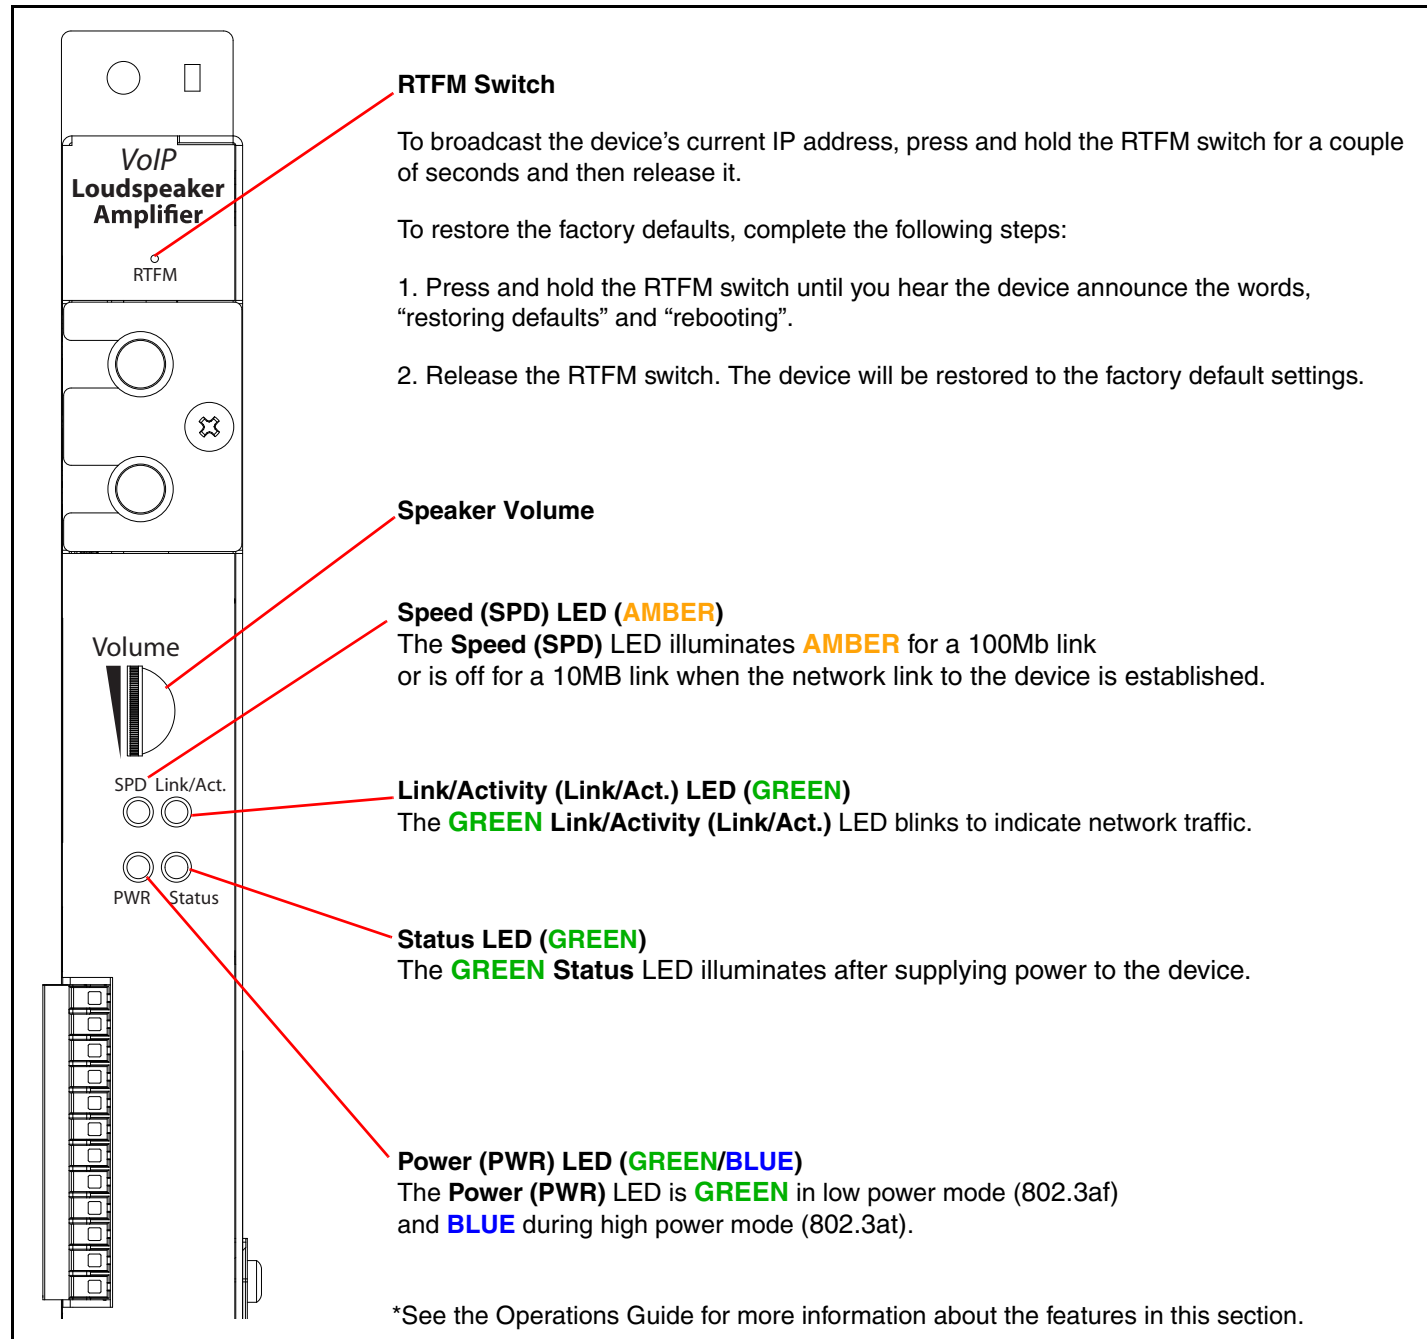 VoIP
Loudspeaker
Amplifier
RTFM
Volume
SPD Link/Act.
PWR Status
RTFM Switch
To broadcast the device's current IP address, press and hold the RTFM switch for a couple
of seconds and then release it.
To restore the factory defaults, complete the following steps:
1. Press and hold the RTFM switch until you hear the device announce the words,
“restoring defaults” and “rebooting”.
2. Release the RTFM switch. The device will be restored to the factory default settings.
Speaker Volume
Speed (SPD) LED (AMBER)
The Speed (SPD) LED illuminates AMBER for a 100Mb link
or is off for a 10MB link when the network link to the device is established.
Link/Activity (Link/Act.) LED (GREEN)
The GREEN Link/Activity (Link/Act.) LED blinks to indicate network traffic.
Status LED (GREEN)
The GREEN Status LED illuminates after supplying power to the device.
Power (PWR) LED (GREEN/BLUE)
The Power (PWR) LED is GREEN in low power mode (802.3af)
and BLUE during high power mode (802.3at).
*See the Operations Guide for more information about the features in this section.